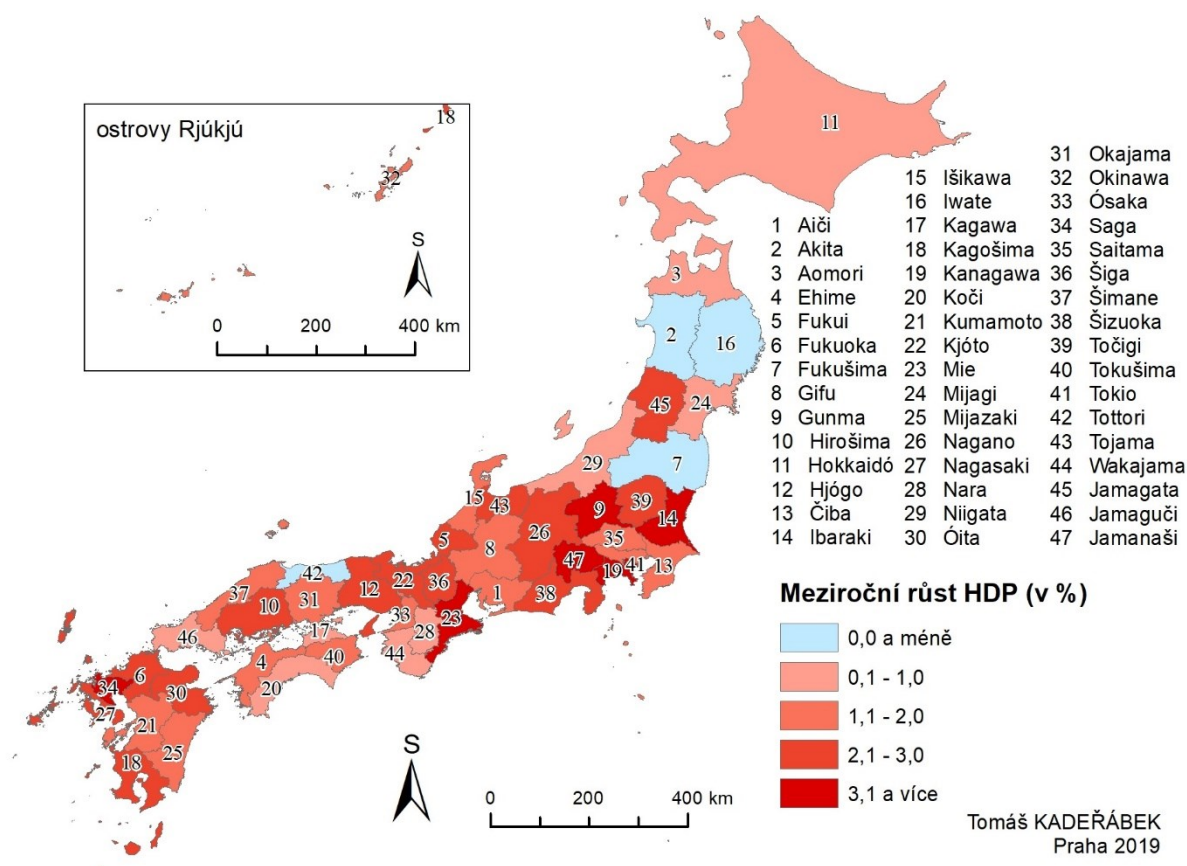 ostrovy Rjúkjú
18
32
S
0 200 400 km
11
3
2
16
45
24
29
7
15
43
9
39
14
5
8
26
35
47
19
41
13
42
12
22
36
1
38
37
10
31
33
23
46
17
28
44
4
40
20
6
34
30
27
21
25
18
S
0 200 400 km
1 Aiči
2 Akita
3 Aomori
4 Ehime
5 Fukui
6 Fukuoka
7 Fukušima
8 Gifu
9 Gunma
10 Hirošima
11 Hokkaidó
12 Hjógo
13 Čiba
14 Ibaraki
15 Išikawa
16 Iwate
17 Kagawa
18 Kagošima
19 Kanagawa
20 Koči
21 Kumamoto
22 Kjóto
23 Mie
24 Mijagi
25 Mijazaki
26 Nagano
27 Nagasaki
28 Nara
29 Niigata
30 Óita
31 Okajama
32 Okinawa
33 Ósaka
34 Saga
35 Saitama
36 Šiga
37 Šimane
38 Šizuoka
39 Točigi
40 Tokušima
41 Tokio
42 Tottori
43 Tojama
44 Wakajama
45 Jamagata
46 Jamaguči
47 Jamanaši
Meziroční růst HDP (v %)
0,0 a méně
0,1 - 1,0
1,1 - 2,0
2,1 - 3,0
3,1 a více
Tomáš KADEŘÁBEK
Praha 2019